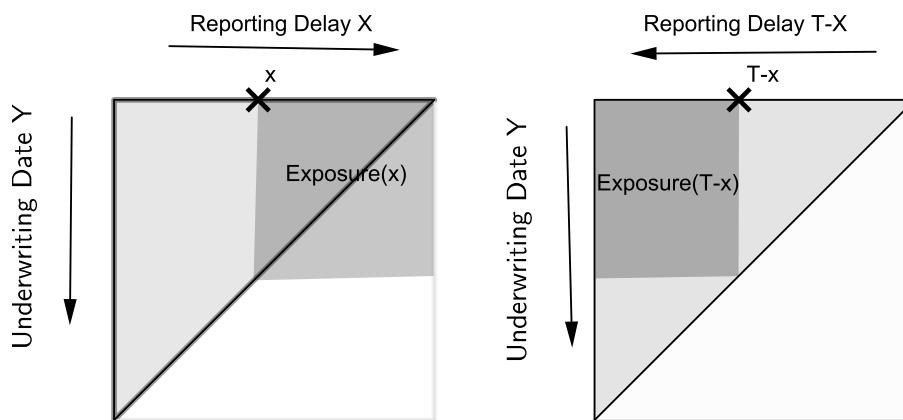 Reporting Delay X
x
Underwriting Date Y
Exposure(x)
Reporting Delay T-X
T-x
Underwriting Date Y
Exposure(T-x)